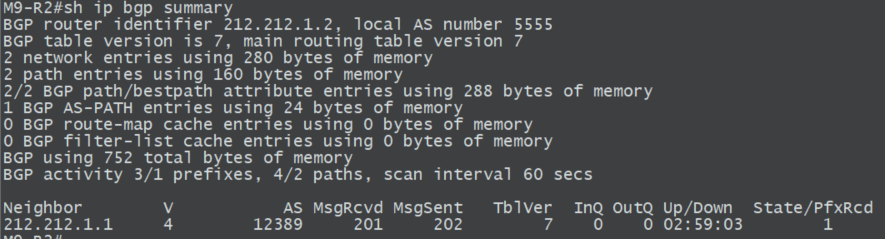 M9-R2#sh ip bgp summary
BGP router identifier 212.212.1.2, local AS number 5555
BGP table version is 7, main routing table version 7
2 network entries using 280 bytes of memory
2 path entries using 160 bytes of memory
2/2 BGP path/bestpath attribute entries using 288 bytes of memory
1 BGP AS-PATH entries using 24 bytes of memory
0 BGP route-map cache entries using 0 bytes of memory
0 BGP filter-list cache entries using 0 bytes of memory
BGP using 752 total bytes of memory
BGP activity 3/1 prefixes, 4/2 paths, scan interval 60 secs
Neighbor V AS MsgRcvd MsgSent TblVer InQ OutQ Up/Down State/PfxRcd
212.212.1.1 4 12389 201 202 7 0 0 02:59:03 1
M9-R2#